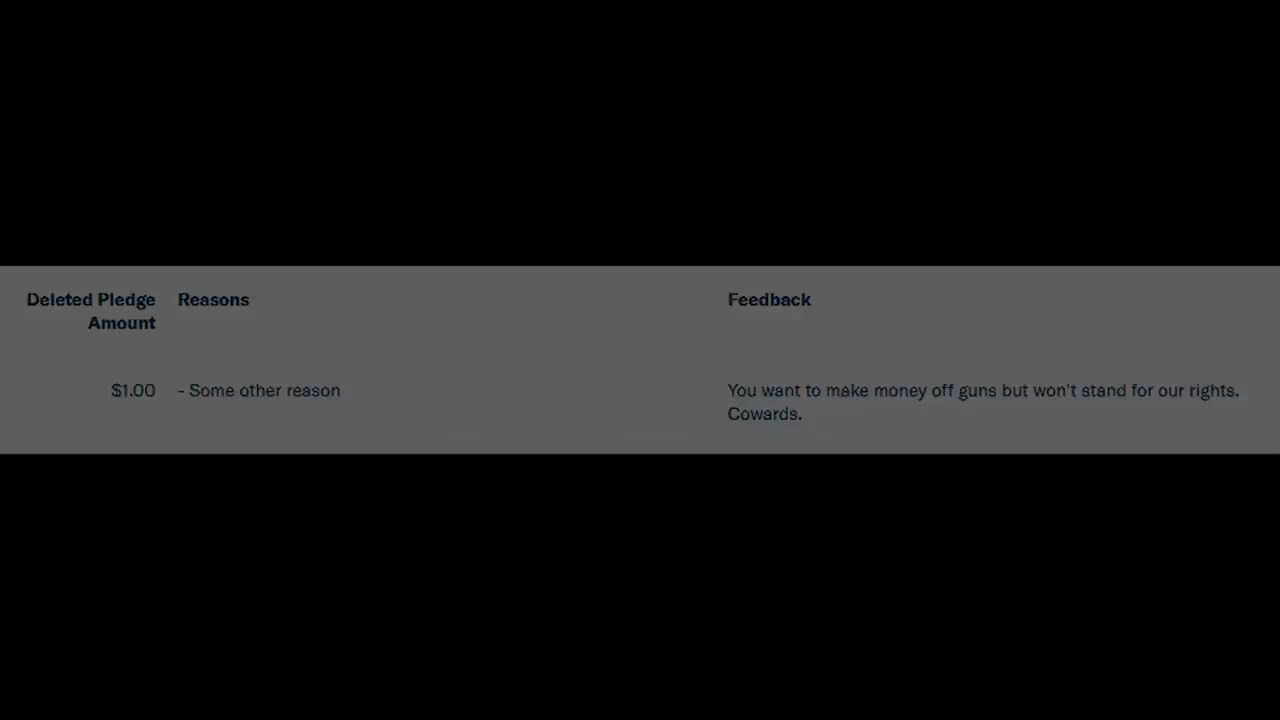 Deleted Pledge Reasons Feedback
Amount
$1.00 - Some other reason You want to make money off guns but won't stand for our rights.
Cowards.